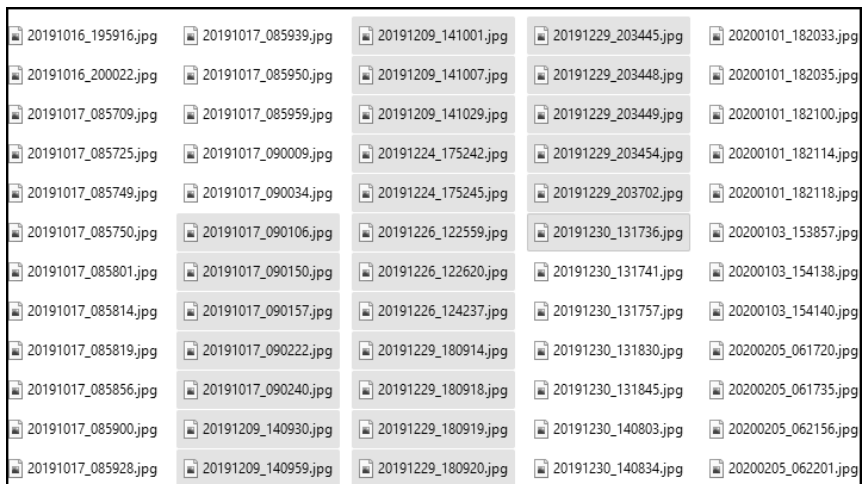 20191016_195916.jpg
20191016_200022.jpg
20191017_085709.jpg
20191017_085725.jpg
20191017_085749.jpg
20191017_085750.jpg
20191017_085801.jpg
20191017_085814.jpg
20191017_085819.jpg
20191017_085856.jpg
20191017_085900.jpg
20191017_085928.jpg
20191017_085939.jpg
20191017_085950.jpg
20191017_085959.jpg
20191017_090009.jpg
20191017_090034.jpg
20191017_090106.jpg
20191017_090150.jpg
20191017_090157.jpg
20191017_090222.jpg
20191017_090240.jpg
20191209_140930.jpg
20191209_140959.jpg
20191209_141001.jpg
20191209_141007.jpg
20191209_141029.jpg
20191224_175242.jpg
20191224_175245.jpg
20191226_122559.jpg
20191226_122620.jpg
20191226_124237.jpg
20191229_180914.jpg
20191229_180918.jpg
20191229_180919.jpg
20191229_180920.jpg
20191229_203445.jpg
20191229_203448.jpg
20191229_203449.jpg
20191229_203454.jpg
20191229_203702.jpg
20191230_131736.jpg
20191230_131741.jpg
20191230_131757.jpg
20191230_131830.jpg
20191230_131845.jpg
20191230_140803.jpg
20191230_140834.jpg
20200101_182033.jpg
20200101_182035.jpg
20200101_182100.jpg
20200101_182114.jpg
20200101_182118.jpg
20200103_153857.jpg
20200103_154138.jpg
20200103_154140.jpg
20200205_061720.jpg
20200205_061735.jpg
20200205_062156.jpg
20200205_062201.jpg